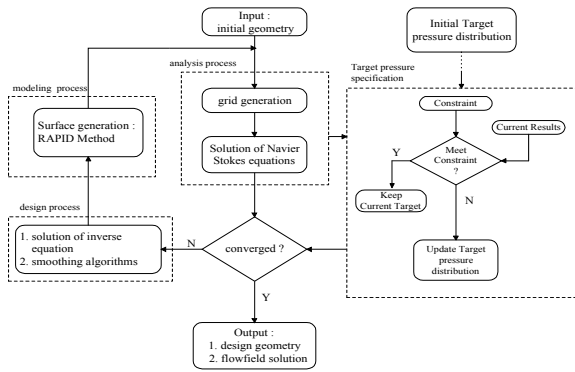 Input :
initial geometry
Initial Target
pressure distribution
analysis process
Target pressure
specification
modeling process
grid generation
Constraint
Surface generation :
RAPID Method
Current Results
Solution of Navier
Stokes equations
Meet
Constraint
?
Y
Keep
Current Target
N
design process
1. solution of inverse
equation
2. smoothing algorithms
N
converged ?
Update Target
pressure
distribution
Y
Output :
1. design geometry
2. flowfield solution